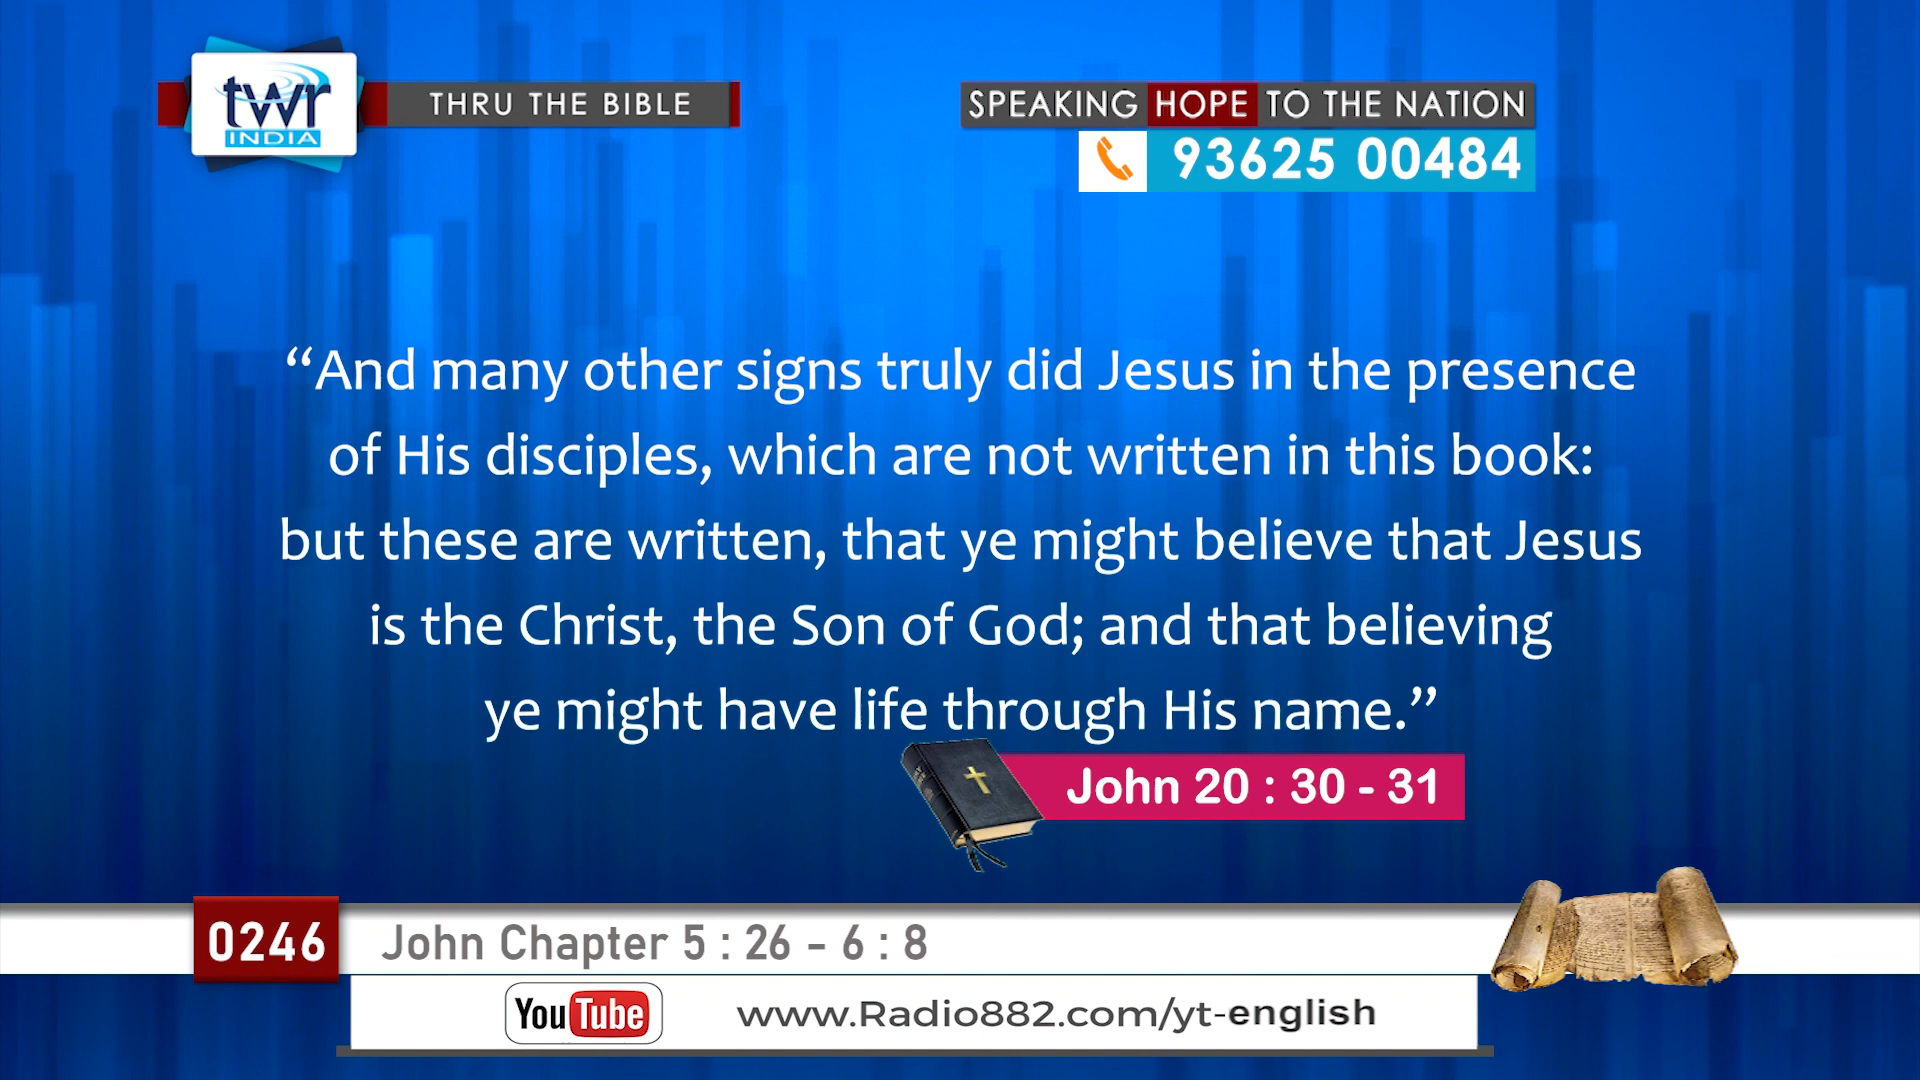 twr
INDIA
THRU THE BIBLE
SPEAKING HOPE TO THE NATION
93625 00484
“And many other signs truly did Jesus in the presence
of His disciples, which are not written in this book:
but these are written, that ye might believe that Jesus
is the Christ, the Son of God; and that believing
ye might have life through His name.”
John 20 : 30 - 31
0246
John Chapter 5 : 26 - 6 : 8
YouTube
www.Radio882.com/yt-english